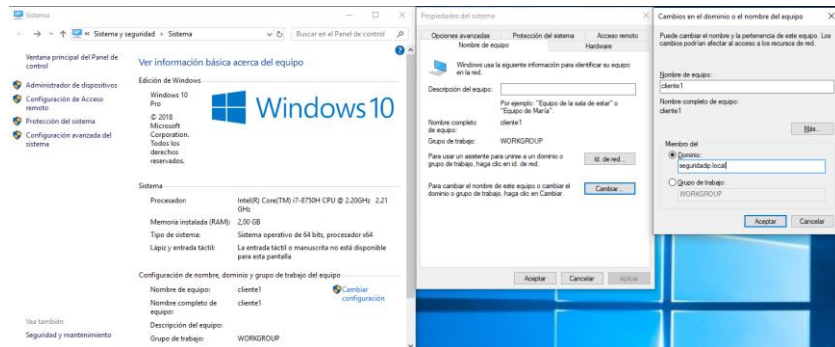 Sistema
Sistema y seguridad > Sistema
Buscar en el Panel de control
Ventana principal del Panel de
control
Administrador de dispositivos
Configuración de Acceso
remoto
Protección del sistema
Configuración avanzada del
sistema
Vea también
Seguridad y mantenimiento
Ver información básica acerca del equipo
Edición de Windows
Windows 10
Pro
© 2018
Microsoft
Corporation.
Todos los
derechos
reservados.
Windows 10
Sistema
Procesador: Intel(R) Core(TM) i7-8750H CPU @ 2.20GHz 2.21
GHz
Memoria instalada (RAM): 2,00 GB
Tipo de sistema: Sistema operativo de 64 bits, procesador x64
Lápiz y entrada táctil: La entrada táctil o manuscrita no está disponible
para esta pantalla
Configuración de nombre, dominio y grupo de trabajo del equipo
Nombre de equipo: cliente1
Cambiar
configuración
Nombre completo de
equipo:
cliente1
Descripción del equipo:
Grupo de trabajo: WORKGROUP
Propiedades del sistema
Opciones avanzadas Protección del sistema Acceso remoto
Nombre de equipo Hardware
Windows usa la siguiente información para identificar su equipo
en la red.
Descripción del equipo:
Por ejemplo: "Equipo de la sala
de estar" o
"Equipo de María".
Nombre completo
de equipo:
cliente1
Grupo de trabajo: WORKGROUP
Para usar un asistente para unirse a un dominio o
grupo de trabajo, haga clic en Id. de red.
Id. de red...
Para cambiar el nombre de este equipo o cambiar el
dominio o grupo de trabajo, haga clic en Cambiar.
Cambiar...
Aceptar Cancelar Aplicar
Cambios en el dominio o el nombre del equipo
Puede cambiar el nombre y la pertenencia de este equipo. Los
cambios podrían afectar al acceso a los recursos de red.
Nombre de equipo:
cliente1
Nombre completo de equipo:
cliente1
Más...
Miembro del
Dominio:
seguridadip.local
Grupo de trabajo:
WORKGROUP
Aceptar Cancelar